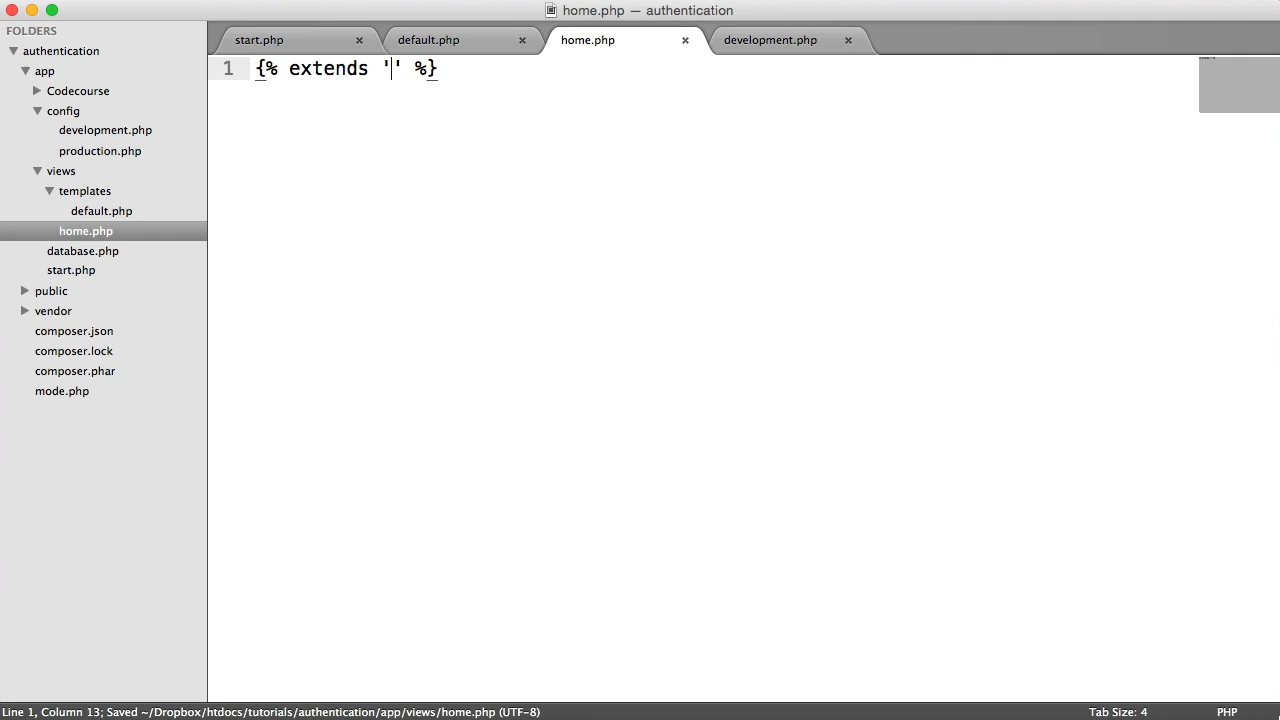 home.php — authentication
FOLDERS
authentication
app
Codecourse
config
development.php
production.php
views
templates
default.php
home.php
database.php
start.php
public
vendor
composer.json
composer.lock
composer.phar
mode.php
start.php × default.php × home.php × development.php ×
1 {% extends '' %}
Line 1, Column 13; Saved ~/Dropbox/htdocs/tutorials/authentication/app/views/home.php (UTF-8) Tab Size: 4 PHP